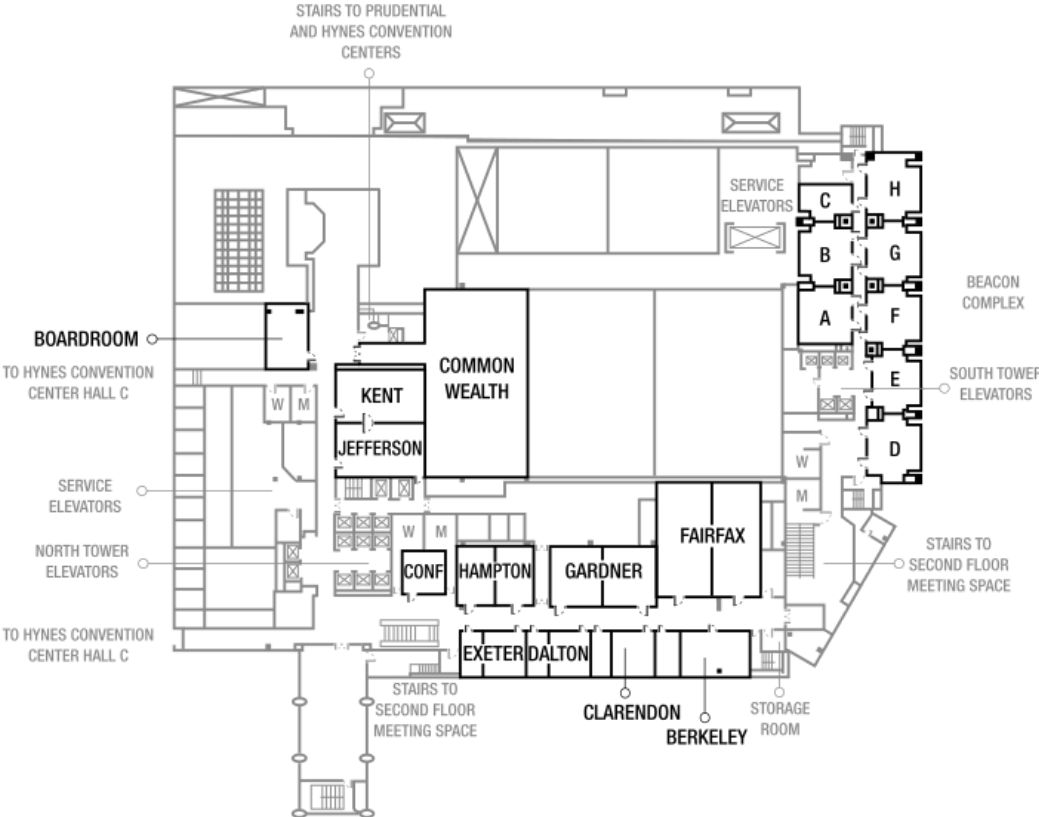 STAIRS TO PRUDENTIAL
AND HYNES CONVENTION
CENTERS
SERVICE
ELEVATORS
C
H
B
G
BEACON
COMPLEX
A
F
BOARDROOM
TO HYNES CONVENTION
CENTER HALL C
COMMON
WEALTH
KENT
JEFFERSON
W
M
E
SOUTH TOWER
ELEVATORS
D
W
M
SERVICE
ELEVATORS
NORTH TOWER
ELEVATORS
W
M
CONF
HAMPTON
GARDNER
FAIRFAX
STAIRS TO
SECOND FLOOR
MEETING SPACE
TO HYNES CONVENTION
CENTER HALL C
EXETER
DALTON
STAIRS TO
SECOND FLOOR
MEETING SPACE
CLARENDON
BERKELEY
STORAGE
ROOM